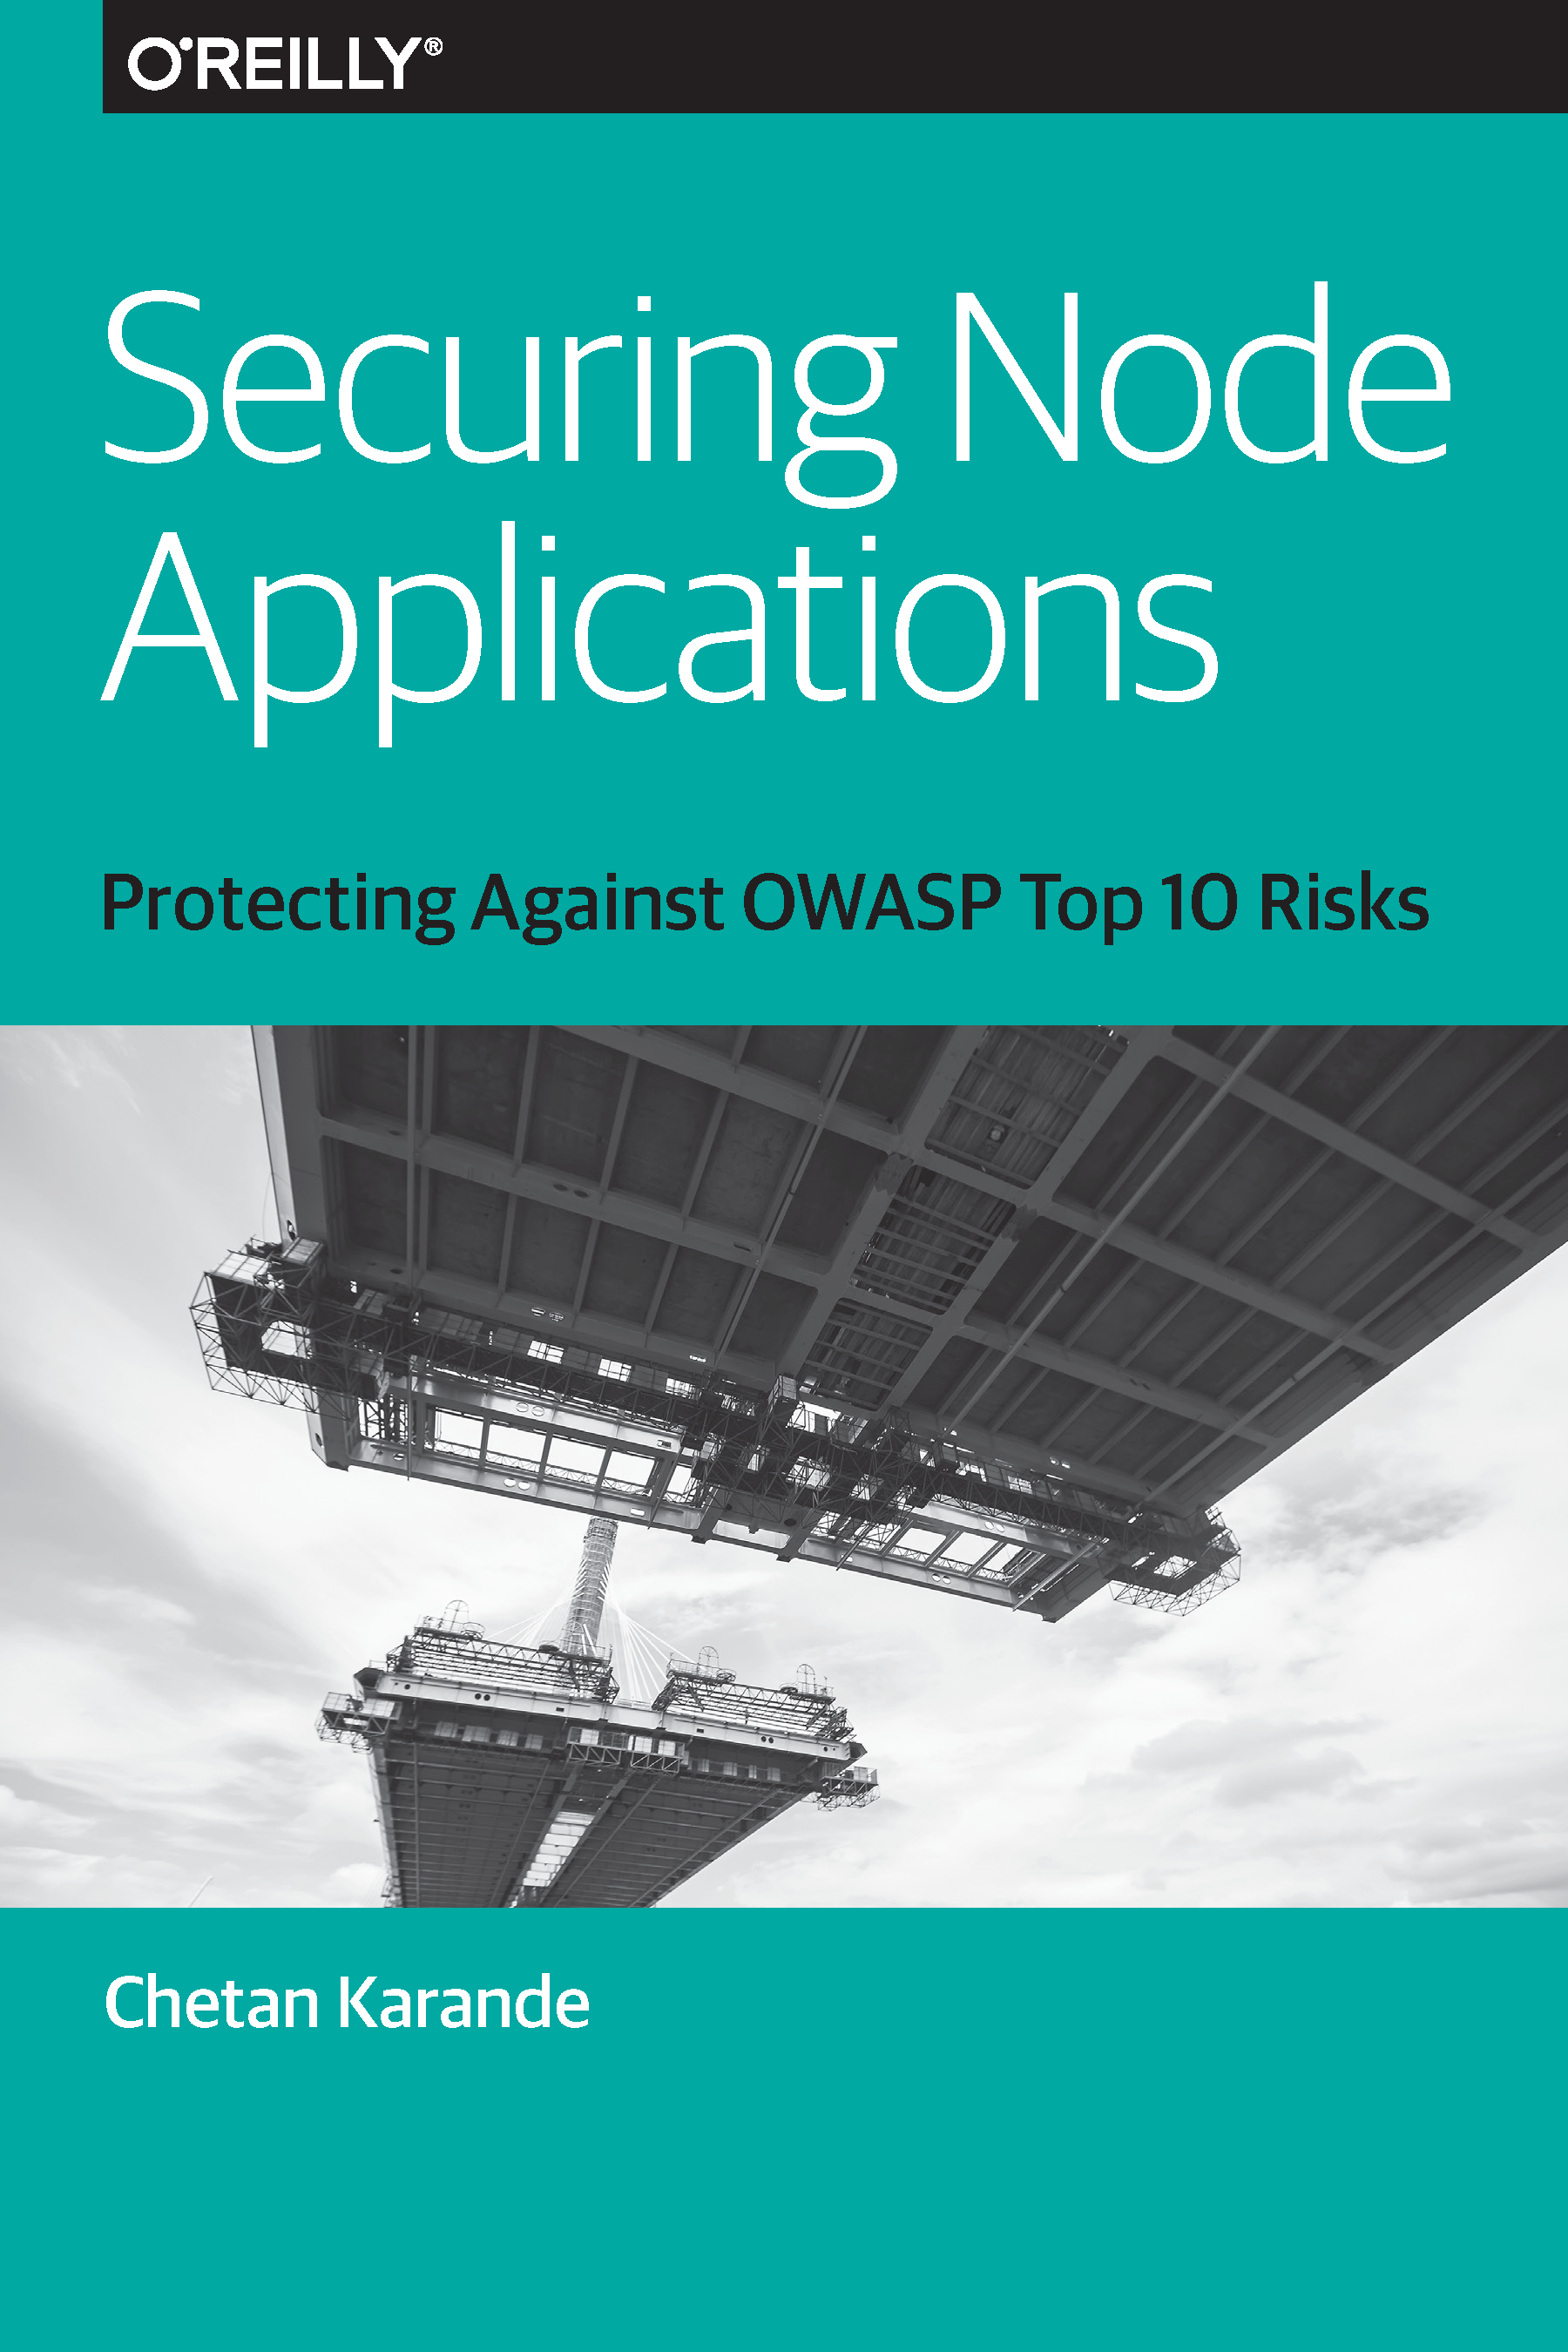 O'REILLY®
Securing Node
Applications
Protecting Against OWASP Top 10 Risks
Chetan Karande